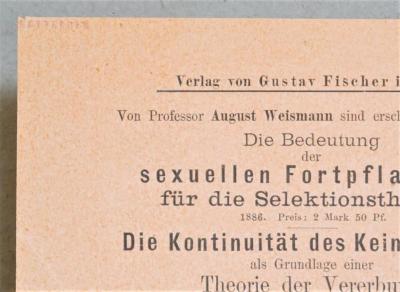 Verlag von Gustav Fischer i
Von Professor August Weismann sind ersch
Die Bedeutung
der
sexuellen Fortpfla
für die Selektionsth
1886. Preis: 2 Mark 50 Pf.
Die Kontinuität des Keim
als Grundlage einer
Theorie der Vererbu